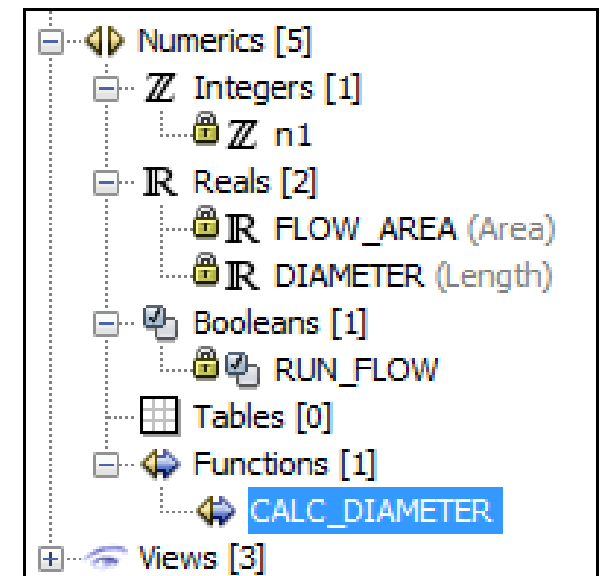 Numerics [5]
ℤ Integers [1]
ℤ n1
ℝ Reals [2]
ℝ FLOW_AREA (Area)
ℝ DIAMETER (Length)
Booleans [1]
RUN_FLOW
Tables [0]
Functions [1]
CALC_DIAMETER
Views [3]